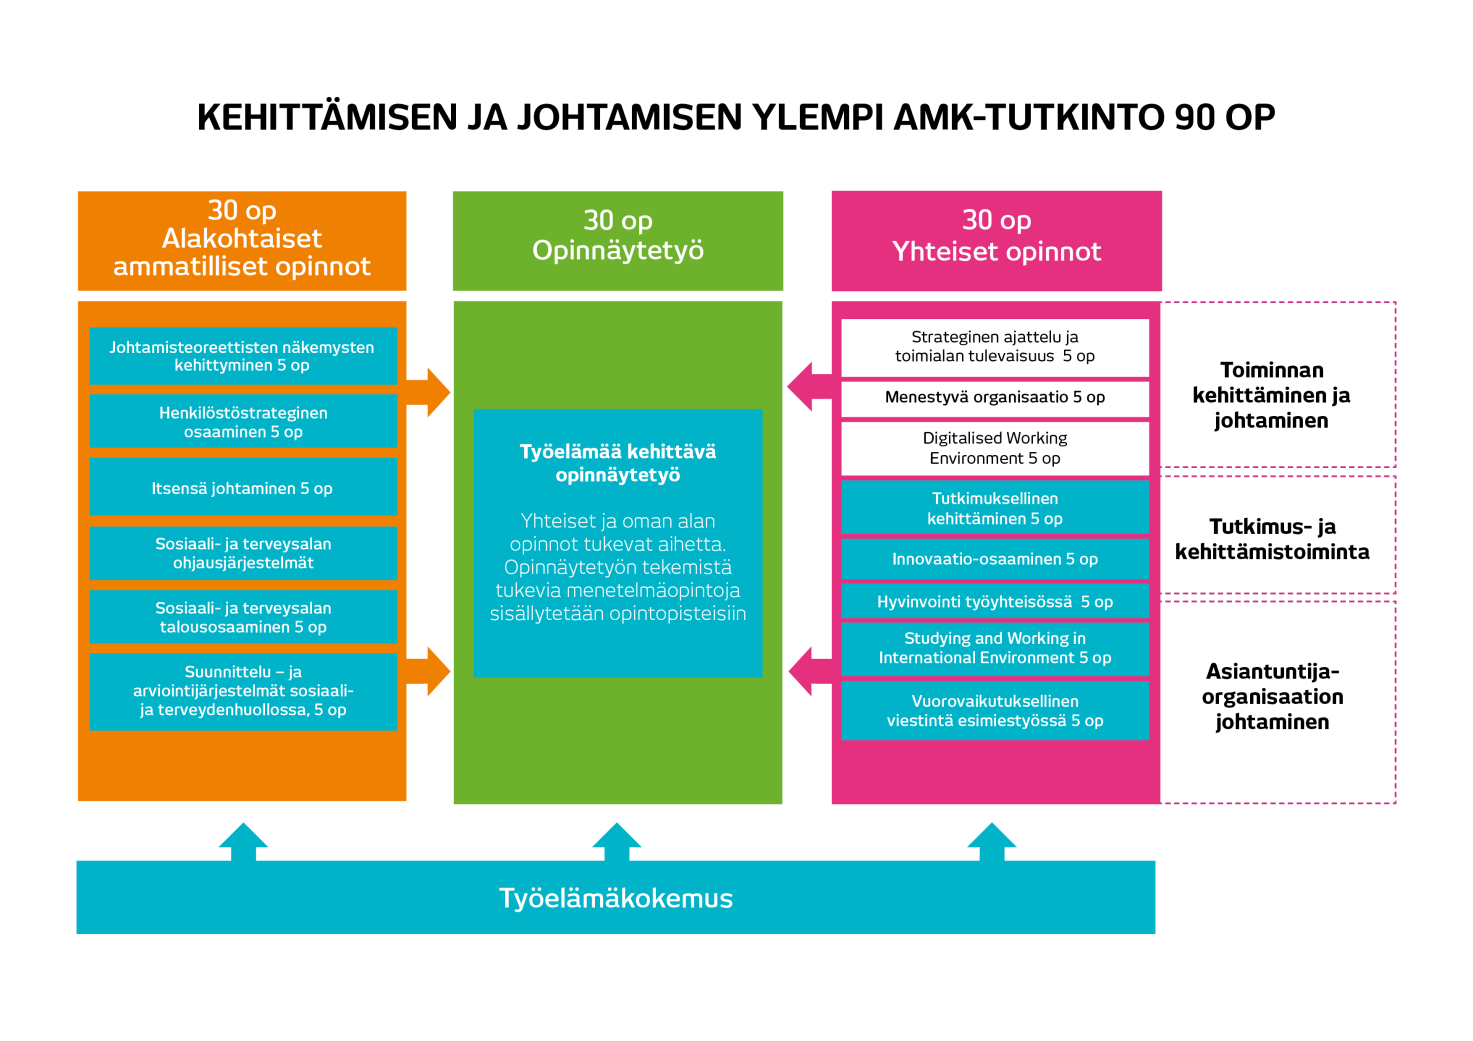 KEHITTÄMISEN JA JOHTAMISEN YLEMPI AMK-TUTKINTO 90 OP
30 op
Alakohtaiset
ammatilliset opinnot
Johtamisteoreettisten näkemysten
kehittyminen 5 op
Henkilöstöstrateginen
osaaminen 5 op
Itsensä johtaminen 5 op
Sosiaali- ja terveysalan
ohjausjärjestelmät
Sosiaali- ja terveysalan
talousosaaminen 5 op
Suunnittelu – ja
arviointijärjestelmät sosiaali-
ja terveydenhuollossa, 5 op
30 op
Opinnäytetyö
Työelämää kehittävä
opinnäytetyö
Yhteiset ja oman alan
opinnot tukevat aihetta.
Opinnäytetyön tekemistä
tukevia menetelmäopintoja
sisällytetään opintopisteisiin
30 op
Yhteiset opinnot
Strateginen ajattelu ja
toimialan tulevaisuus  5 op
Menestyvä organisaatio 5 op
Digitalised Working
Environment 5 op
Tutkimuksellinen
kehittäminen 5 op
Innovaatio-osaaminen 5 op
Hyvinvointi työyhteisössä  5 op
Studying and Working in
International Environment 5 op
Vuorovaikutuksellinen
viestintä esimiestyössä 5 op
Toiminnan
kehittäminen ja
johtaminen
Tutkimus- ja
kehittämistoiminta
Asiantuntija-
organisaation
johtaminen
Työelämäkokemus